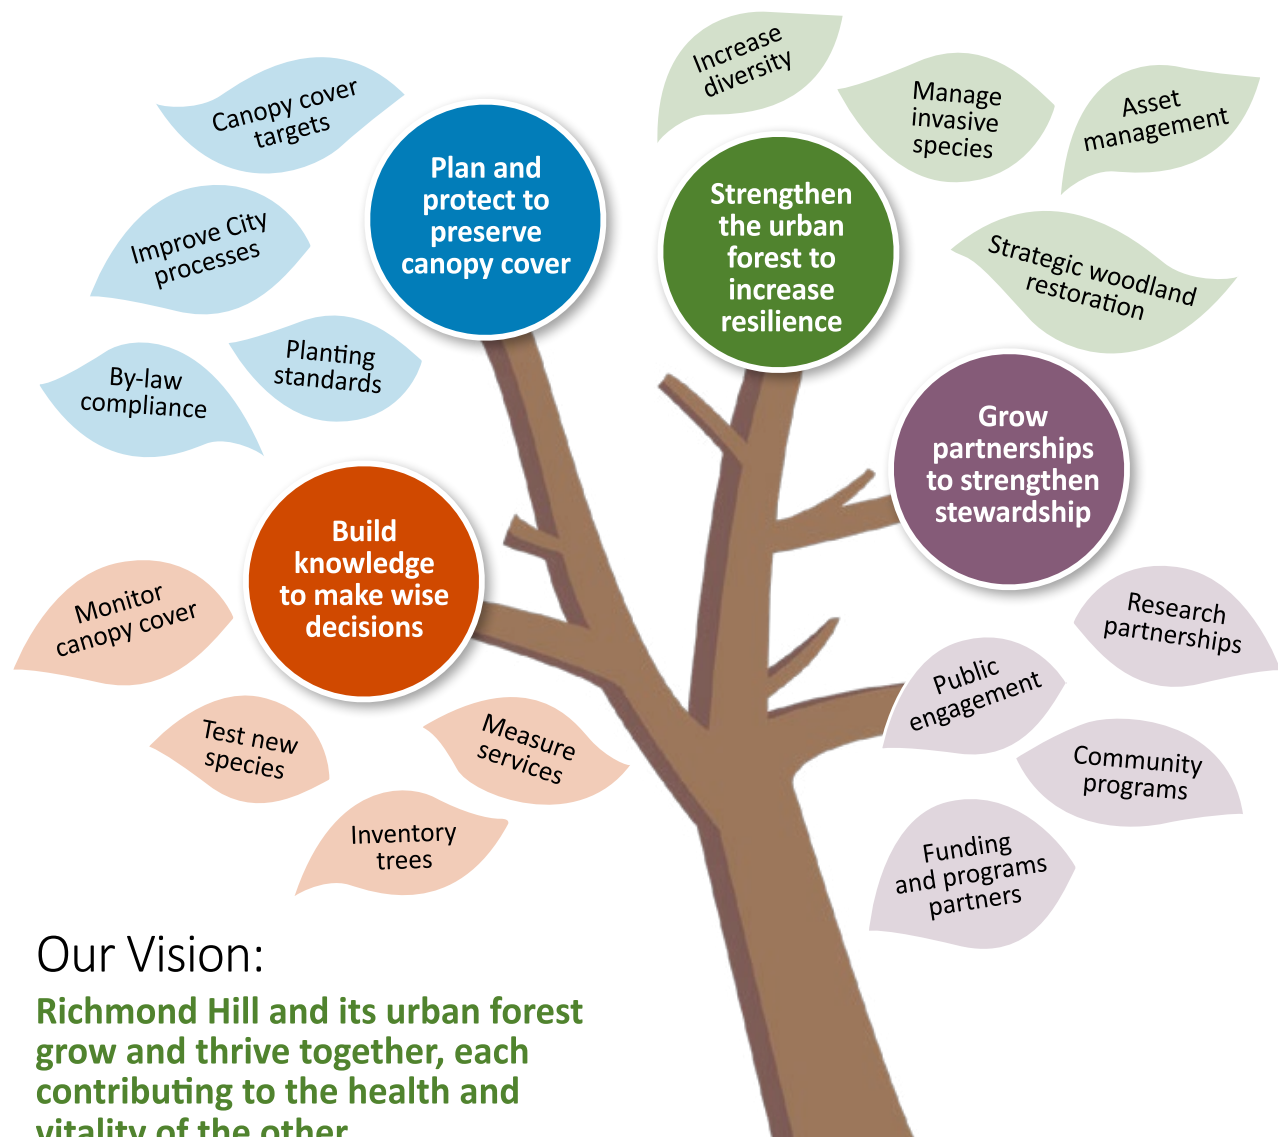 Canopy cover
targets
Improve City
processes
By-law
compliance
Planting
standards
Plan and
protect to
preserve
canopy cover
Increase
diversity
Manage
invasive
species
Asset
management
Strategic woodland
restoration
Strengthen
the urban
forest to
increase
resilience
Grow
partnerships
to strengthen
stewardship
Research
partnerships
Public
engagement
Community
programs
Funding
and programs
partners
Build
knowledge
to make wise
decisions
Monitor
canopy cover
Test new
species
Measure
services
Inventory
trees
Our Vision:
Richmond Hill and its urban forest
grow and thrive together, each
contributing to the health and
vitality of the other